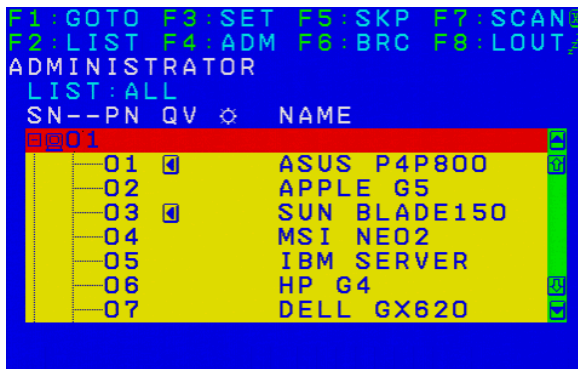 F1:GOTO F3:SET F5:SKP F7:SCAN
F2:LIST F4:ADM F6:BRC F8:LOUT
ADMINISTRATOR
LIST:ALL
SN--PN QV ☼ NAME
01
01 ASUS P4P800
02 APPLE G5
03 SUN BLADE150
04 MSI NEO2
05 IBM SERVER
06 HP G4
07 DELL GX620